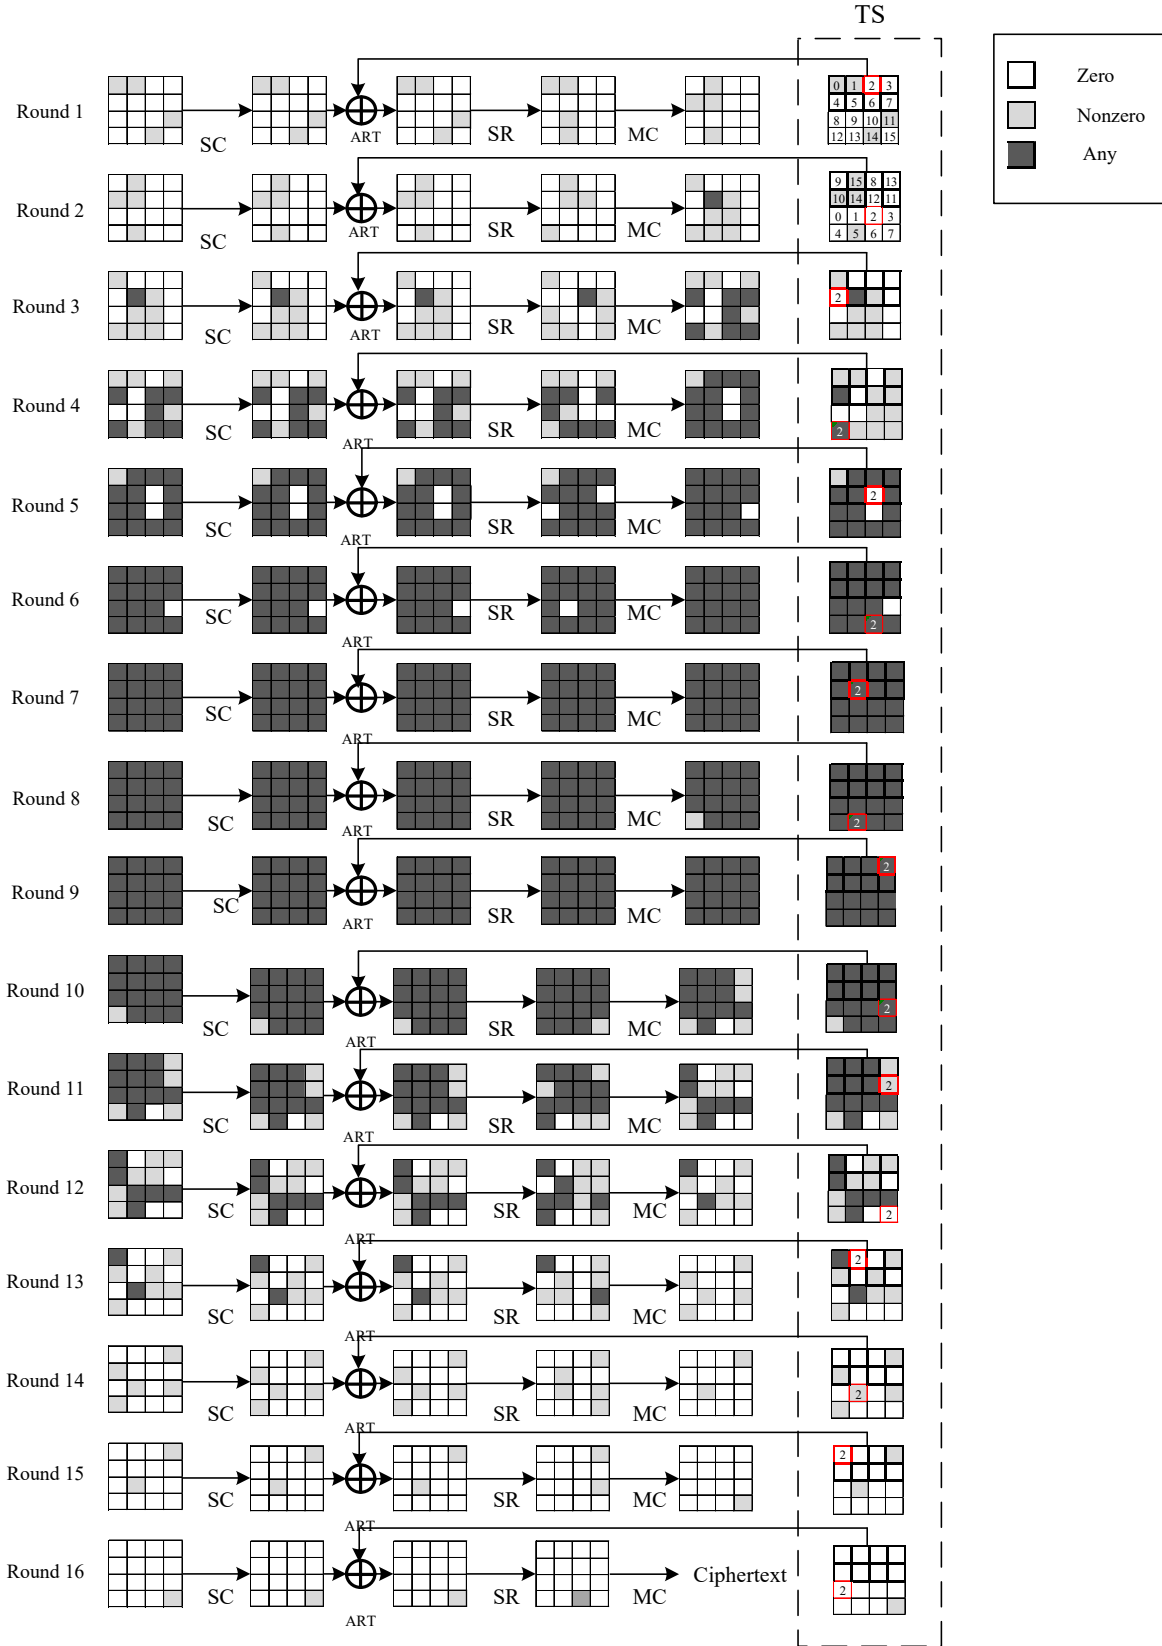 TS
Zero
Nonzero
Any
Round 1
SC
ART
SR
MC
0 1 2 3
4 5 6 7
8 9 10 11
12 13 14 15
Round 2
SC
ART
SR
MC
9 15 8 13
10 14 12 11
0 1 2 3
4 5 6 7
Round 3
SC
ART
SR
MC
2
Round 4
SC
ART
SR
MC
2
Round 5
SC
ART
SR
MC
2
Round 6
SC
ART
SR
MC
2
Round 7
SC
ART
SR
MC
2
Round 8
SC
ART
SR
MC
2
Round 9
SC
ART
SR
MC
2
Round 10
SC
ART
SR
MC
2
Round 11
SC
ART
SR
MC
2
Round 12
SC
ART
SR
MC
2
Round 13
SC
ART
SR
MC
2
Round 14
SC
ART
SR
MC
2
Round 15
SC
ART
SR
MC
2
Round 16
SC
ART
SR
MC
Ciphertext
2